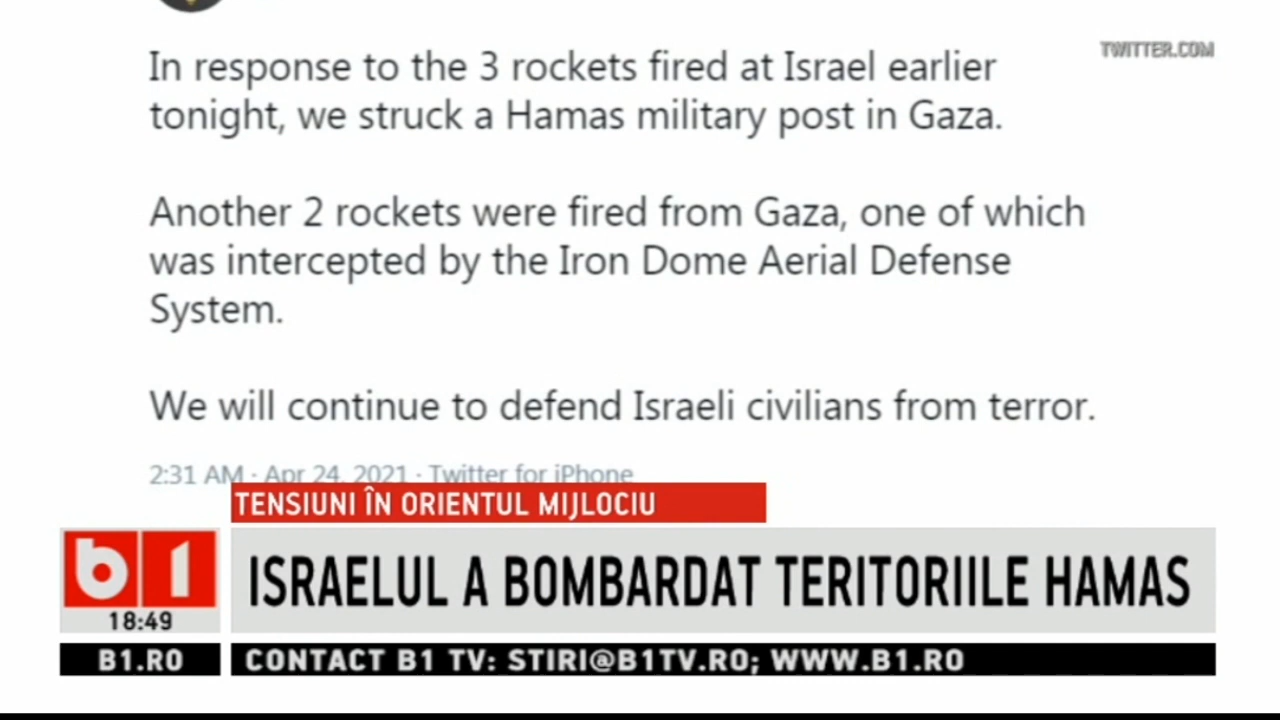 TWITTER.COM
In response to the 3 rockets fired at Israel earlier
tonight, we struck a Hamas military post in Gaza.
Another 2 rockets were fired from Gaza, one of which
was intercepted by the Iron Dome Aerial Defense
System.
We will continue to defend Israeli civilians from terror.
2:31 AM · Apr 24, 2021 · Twitter for iPhone
TENSIUNI ÎN ORIENTUL MIJLOCIU
b1
ISRAELUL A BOMBARDAT TERITORIILE HAMAS
18:49
B1.RO
CONTACT B1 TV: STIRI@B1TV.RO; WWW.B1.RO